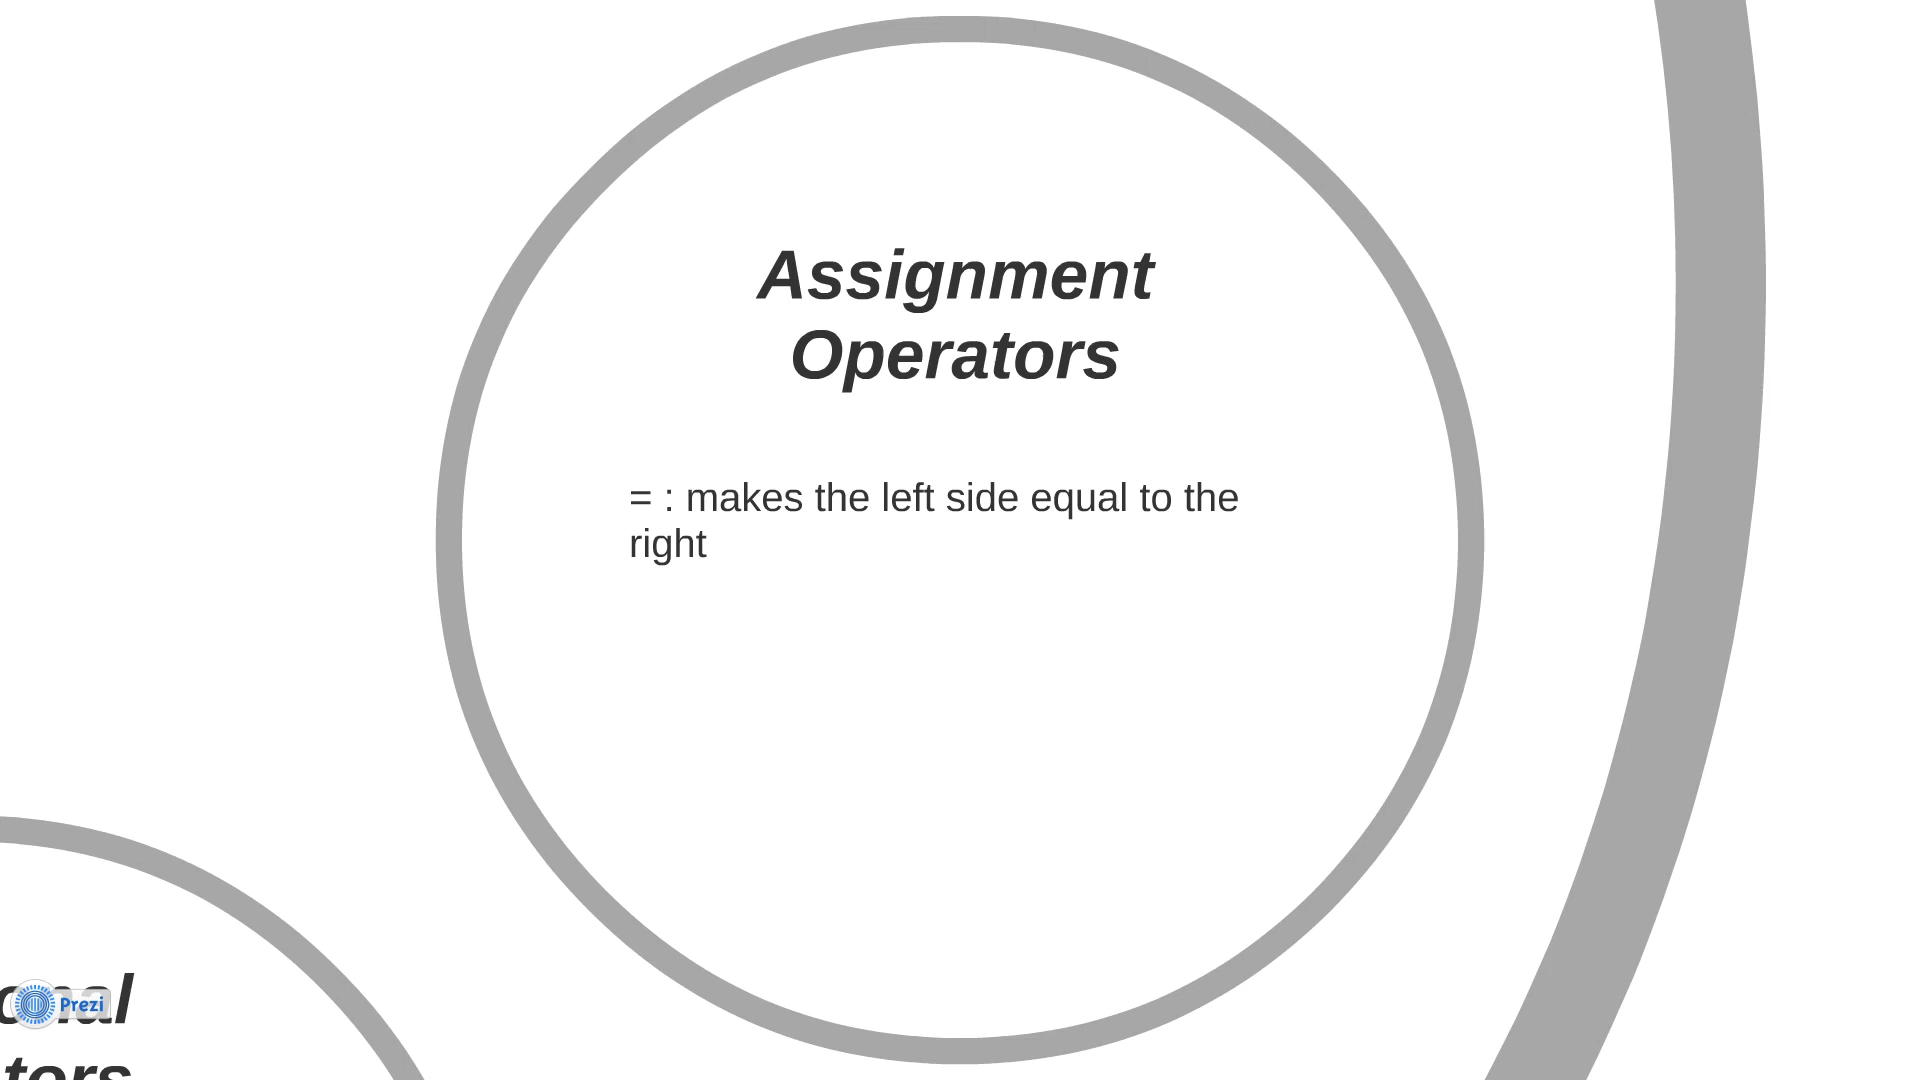 Assignment
Operators
= : makes the left side equal to the
right
Prezi